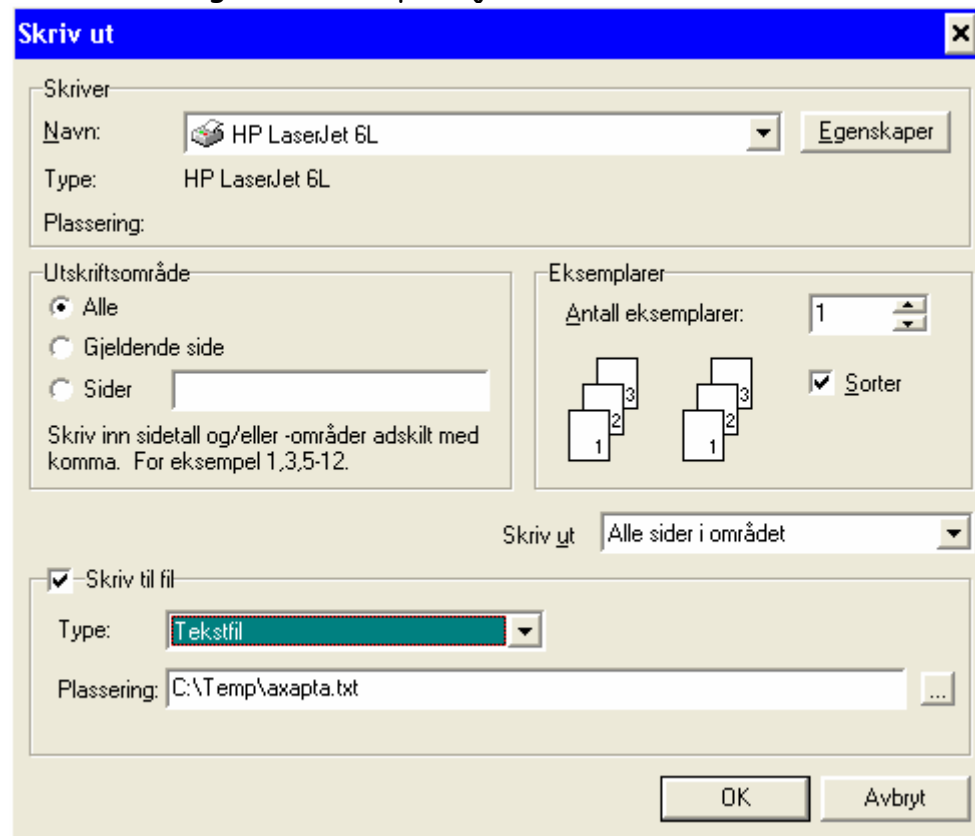 Skriv ut
Skriver
Navn: HP LaserJet 6L Egenskaper
Type: HP LaserJet 6L
Plassering:
Utskriftsområde
Alle
Gjeldende side
Sider
Skriv inn sidetall og/eller -områder adskilt med
komma. For eksempel 1,3,5-12.
Eksemplarer
Antall eksemplarer: 1
3 3
2 2
1 1
Sorter
Skriv ut Alle sider i området
Skriv til fil
Type: Tekstfil
Plassering: C:\Temp\axapta.txt ...
OK Avbryt